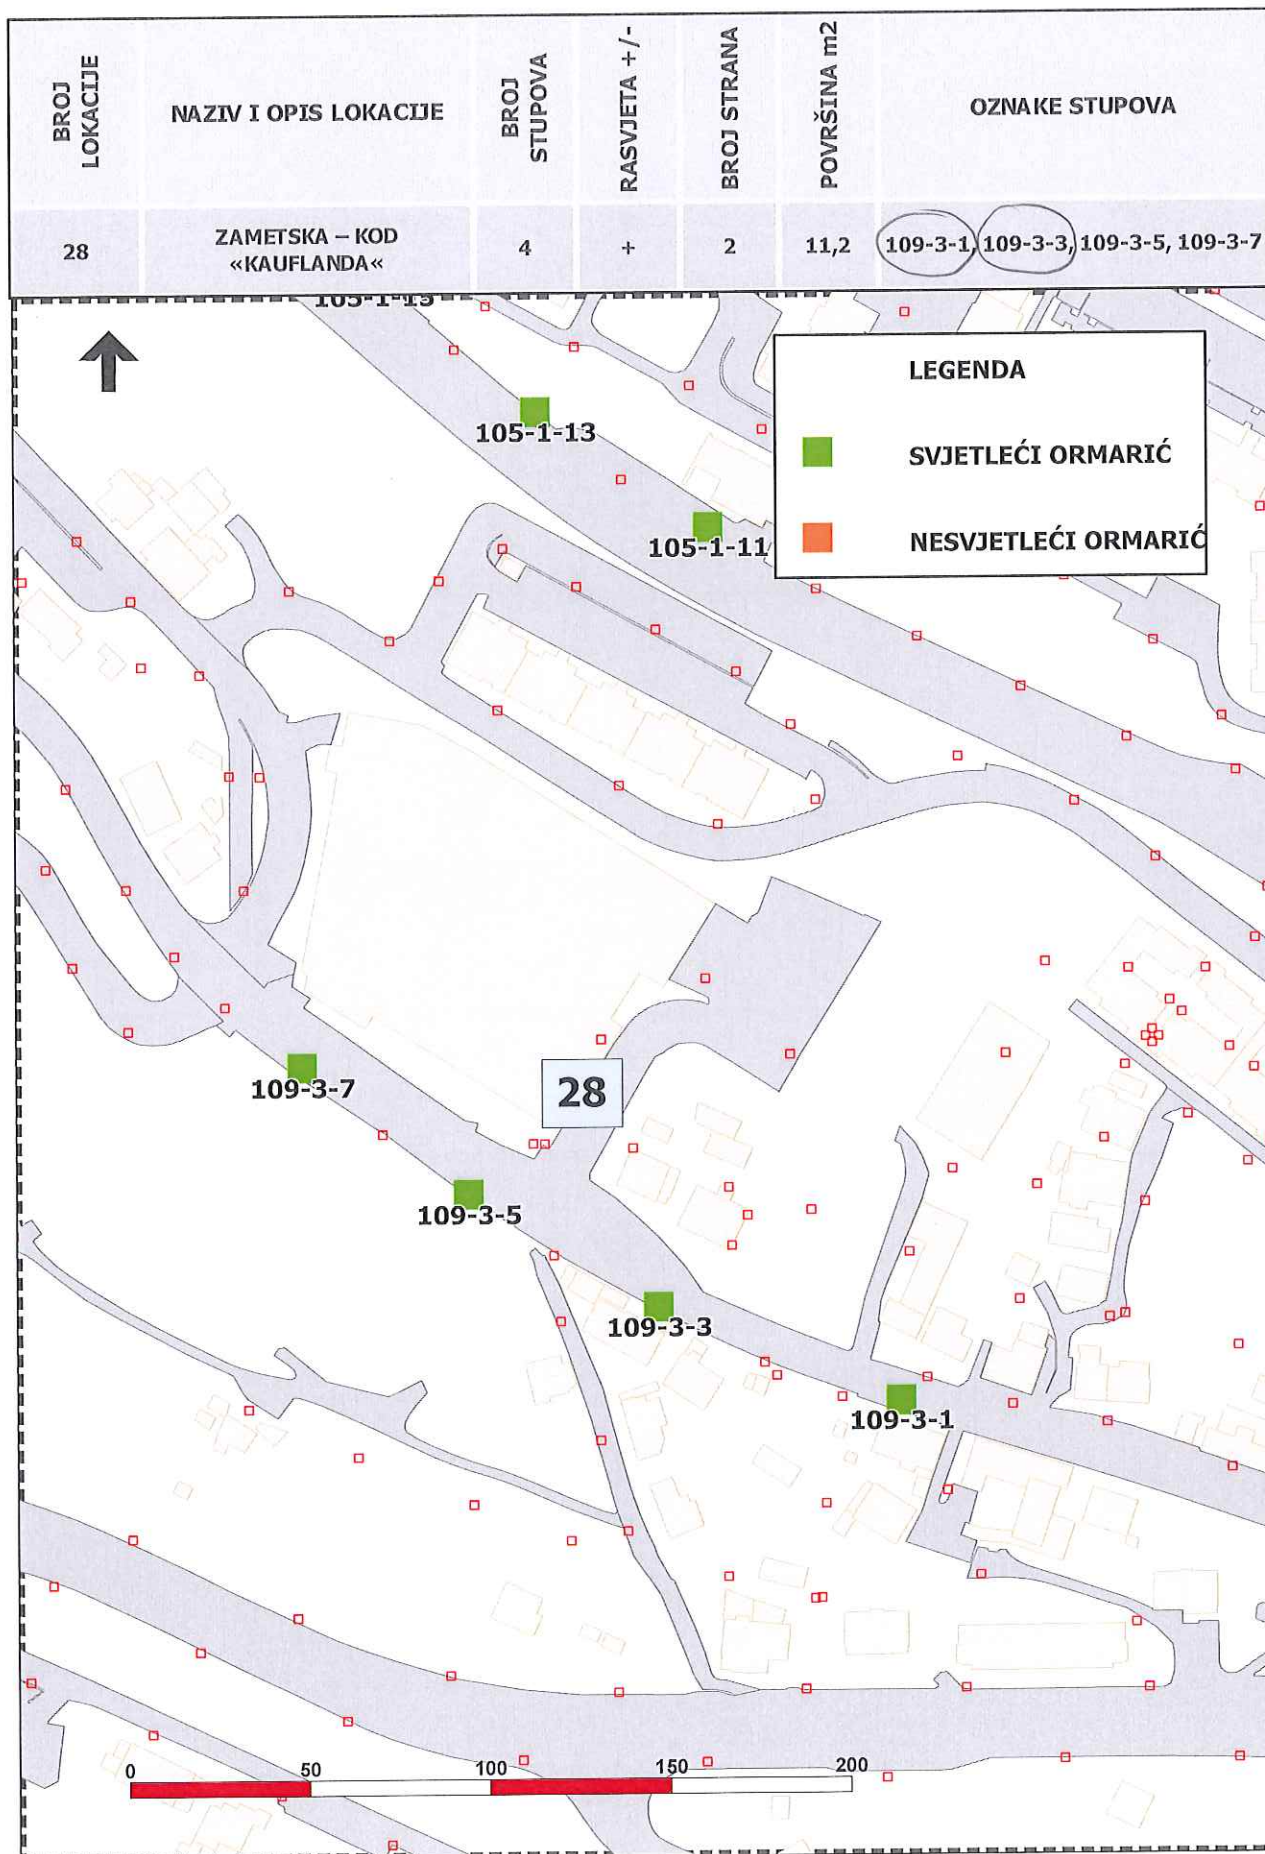 BROJ LOKACIJE
NAZIV I OPIS LOKACIJE
BROJ STUPOVA
RASVJETA +/-
BROJ STRANA
POVRŠINA m2
OZNAKE STUPOVA
28
ZAMETSKA – KOD
«KAUFLANDA«
4
+
2
11,2
109-3-1, 109-3-3, 109-3-5, 109-3-7
105-1-15
LEGENDA
SVJETLEĆI ORMARIĆ
NESVJETLEĆI ORMARIĆ
105-1-13
105-1-11
109-3-7
28
109-3-5
109-3-3
109-3-1
0 50 100 150 200